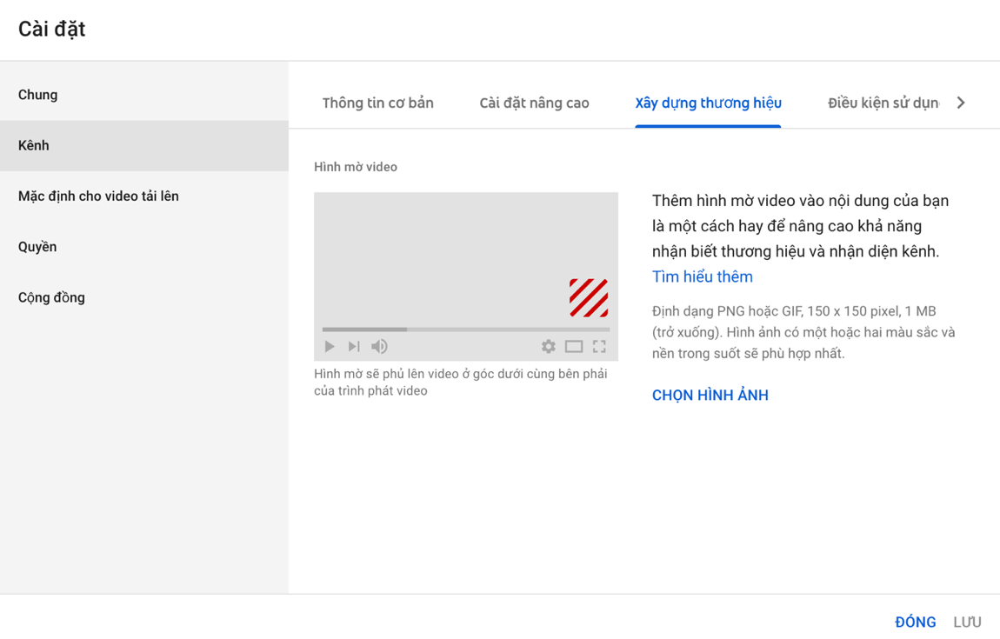 Cài đặt
Chung
Kênh
Mặc định cho video tải lên
Quyền
Cộng đồng
Thông tin cơ bản
Cài đặt nâng cao
Xây dựng thương hiệu
Điều kiện sử dụn
Hình mờ video
Hình mờ sẽ phủ lên video ở góc dưới cùng bên phải
của trình phát video
Thêm hình mờ video vào nội dung của bạn
là một cách hay để nâng cao khả năng
nhận biết thương hiệu và nhận diện kênh.
Tìm hiểu thêm
Định dạng PNG hoặc GIF, 150 x 150 pixel, 1 MB
(trở xuống). Hình ảnh có một hoặc hai màu sắc và
nền trong suốt sẽ phù hợp nhất.
CHỌN HÌNH ẢNH
ĐÓNG
LƯU